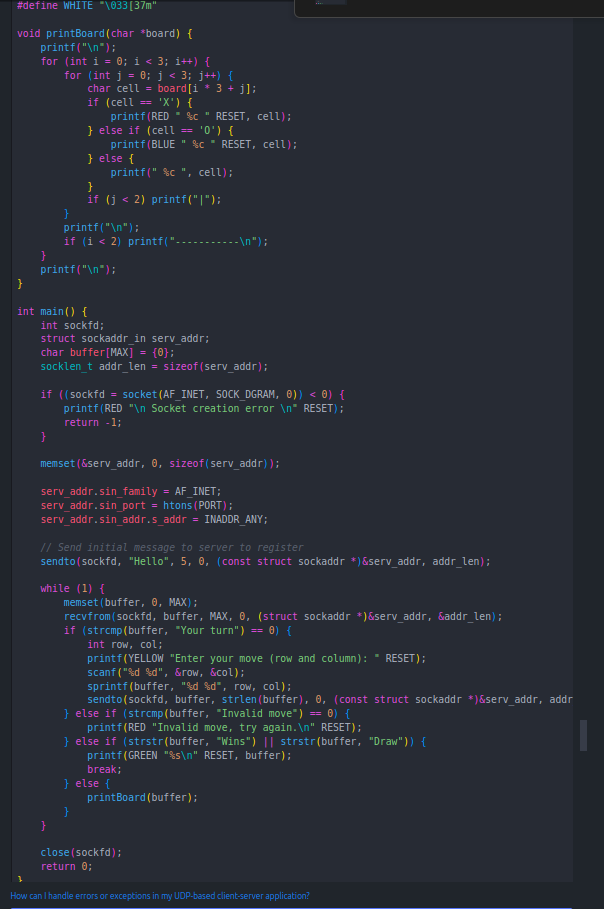 #define WHITE "\033[37m"
void printBoard(char *board) {
    printf("\n");
    for (int i = 0; i < 3; i++) {
        for (int j = 0; j < 3; j++) {
            char cell = board[i * 3 + j];
            if (cell == 'X') {
                printf(RED " %c " RESET, cell);
            } else if (cell == 'O') {
                printf(BLUE " %c " RESET, cell);
            } else {
                printf(" %c ", cell);
            }
            if (j < 2) printf("|");
        }
        printf("\n");
        if (i < 2) printf("-----------\n");
    }
    printf("\n");
}
int main() {
    int sockfd;
    struct sockaddr_in serv_addr;
    char buffer[MAX] = {0};
    socklen_t addr_len = sizeof(serv_addr);
    if ((sockfd = socket(AF_INET, SOCK_DGRAM, 0)) < 0) {
        printf(RED "\n Socket creation error \n" RESET);
        return -1;
    }
    memset(&serv_addr, 0, sizeof(serv_addr));
    serv_addr.sin_family = AF_INET;
    serv_addr.sin_port = htons(PORT);
    serv_addr.sin_addr.s_addr = INADDR_ANY;
    // Send initial message to server to register
    sendto(sockfd, "Hello", 5, 0, (const struct sockaddr *)&serv_addr, addr_len);
    while (1) {
        memset(buffer, 0, MAX);
        recvfrom(sockfd, buffer, MAX, 0, (struct sockaddr *)&serv_addr, &addr_len);
        if (strcmp(buffer, "Your turn") == 0) {
            int row, col;
            printf(YELLOW "Enter your move (row and column): " RESET);
            scanf("%d %d", &row, &col);
            sprintf(buffer, "%d %d", row, col);
            sendto(sockfd, buffer, strlen(buffer), 0, (const struct sockaddr *)&serv_addr, addr
        } else if (strcmp(buffer, "Invalid move") == 0) {
            printf(RED "Invalid move, try again.\n" RESET);
        } else if (strstr(buffer, "Wins") || strstr(buffer, "Draw")) {
            printf(GREEN "%s\n" RESET, buffer);
            break;
        } else {
            printBoard(buffer);
        }
    }
    close(sockfd);
    return 0;
}
How can I handle errors or exceptions in my UDP-based client-server application?